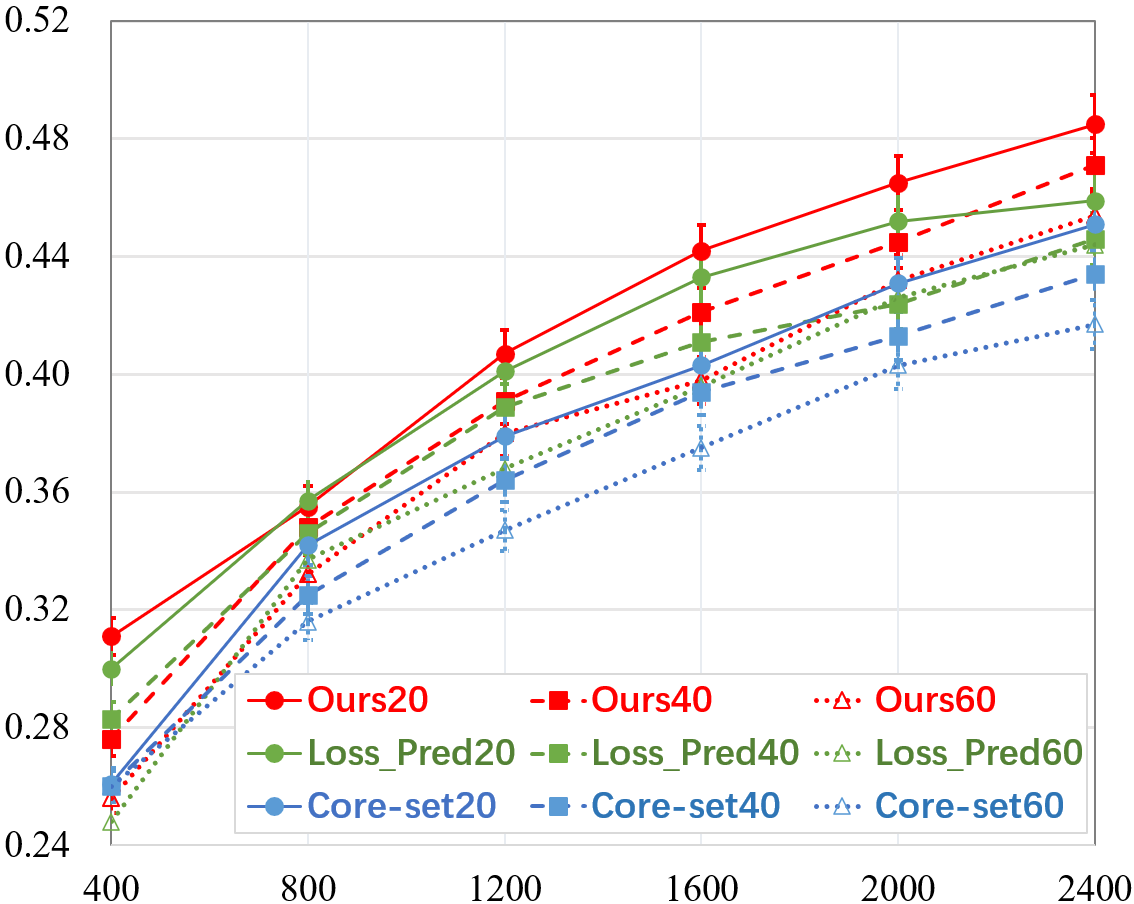 0.52
0.48
0.44
0.40
0.36
0.32
0.28
0.24
Ours20 Ours40 Ours60
Loss_Pred20 Loss_Pred40 Loss_Pred60
Core-set20 Core-set40 Core-set60
400 800 1200 1600 2000 2400